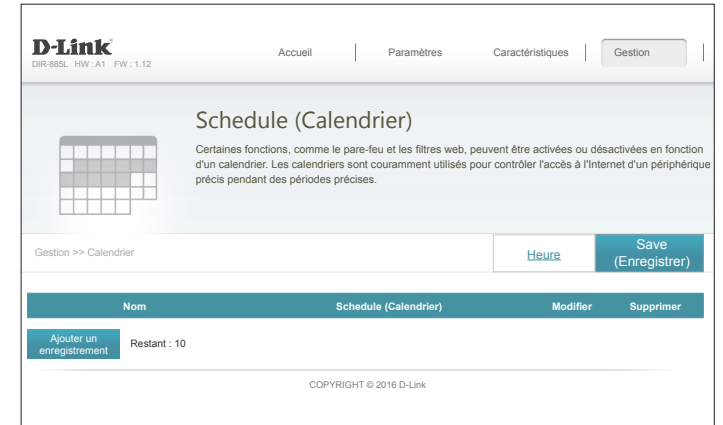 D-Link
DIR-885L HW : A1 FW : 1.12
Accueil
Paramètres
Caractéristiques
Gestion
Schedule (Calendrier)
Certaines fonctions, comme le pare-feu et les filtres web, peuvent être activées ou désactivées en fonction
d'un calendrier. Les calendriers sont couramment utilisés pour contrôler l'accès à l'Internet d'un périphérique
précis pendant des périodes précises.
Gestion >> Calendrier
Heure
Save
(Enregistrer)
Nom Schedule (Calendrier) Modifier Supprimer
Ajouter un
enregistrement
Restant : 10
COPYRIGHT © 2016 D-Link